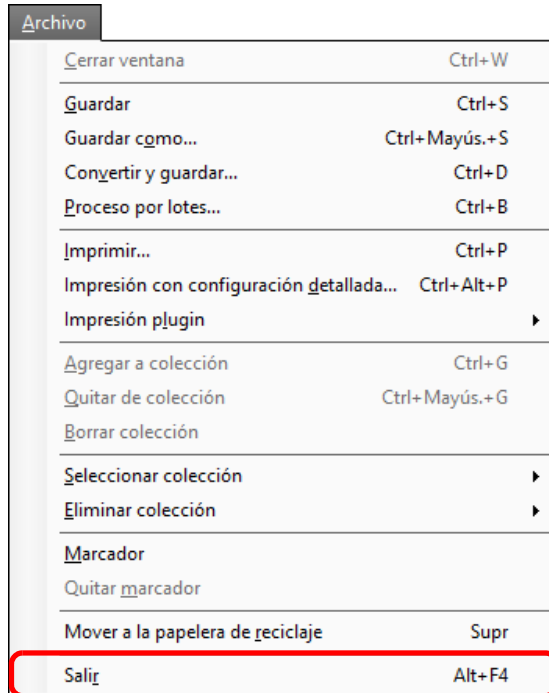 Archivo
Cerrar ventana Ctrl+W
Guardar Ctrl+S
Guardar como... Ctrl+Mayús.+S
Convertir y guardar... Ctrl+D
Proceso por lotes... Ctrl+B
Imprimir... Ctrl+P
Impresión con configuración detallada... Ctrl+Alt+P
Impresión plugin
Agregar a colección Ctrl+G
Quitar de colección Ctrl+Mayús.+G
Borrar colección
Seleccionar colección
Eliminar colección
Marcador
Quitar marcador
Mover a la papelera de reciclaje Supr
Salir Alt+F4